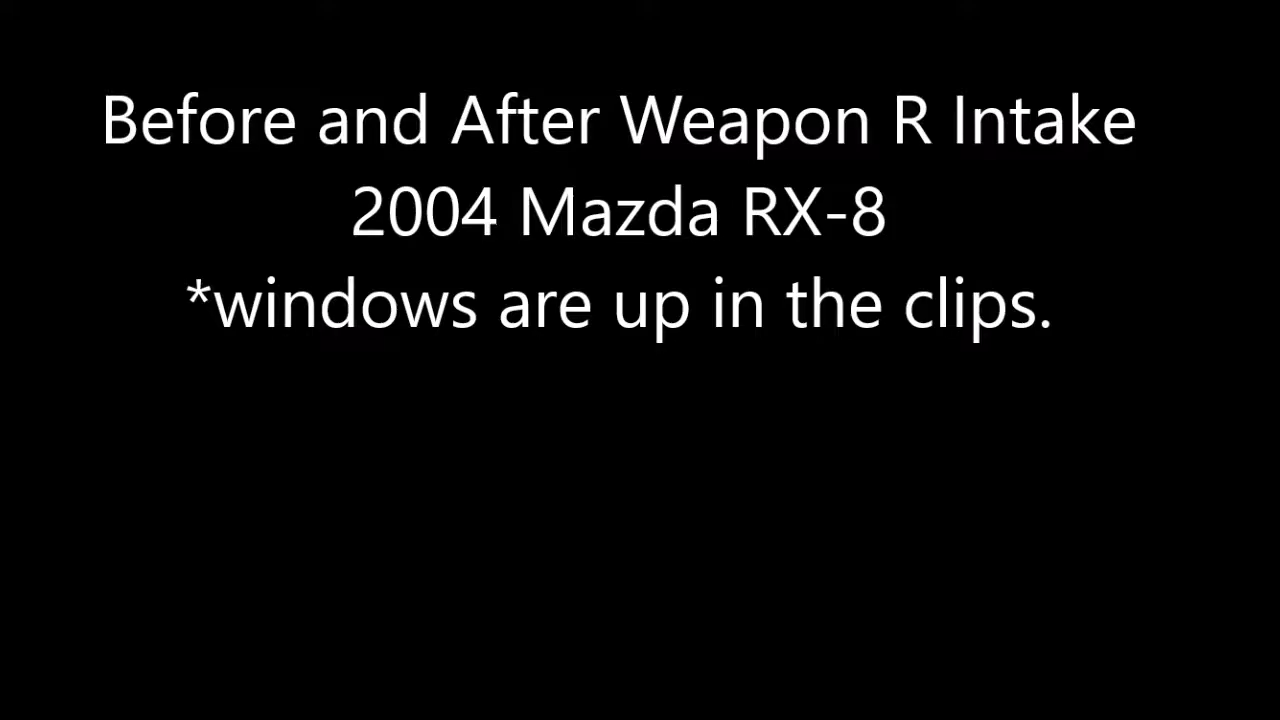 Before and After Weapon R Intake
2004 Mazda RX-8
*windows are up in the clips.